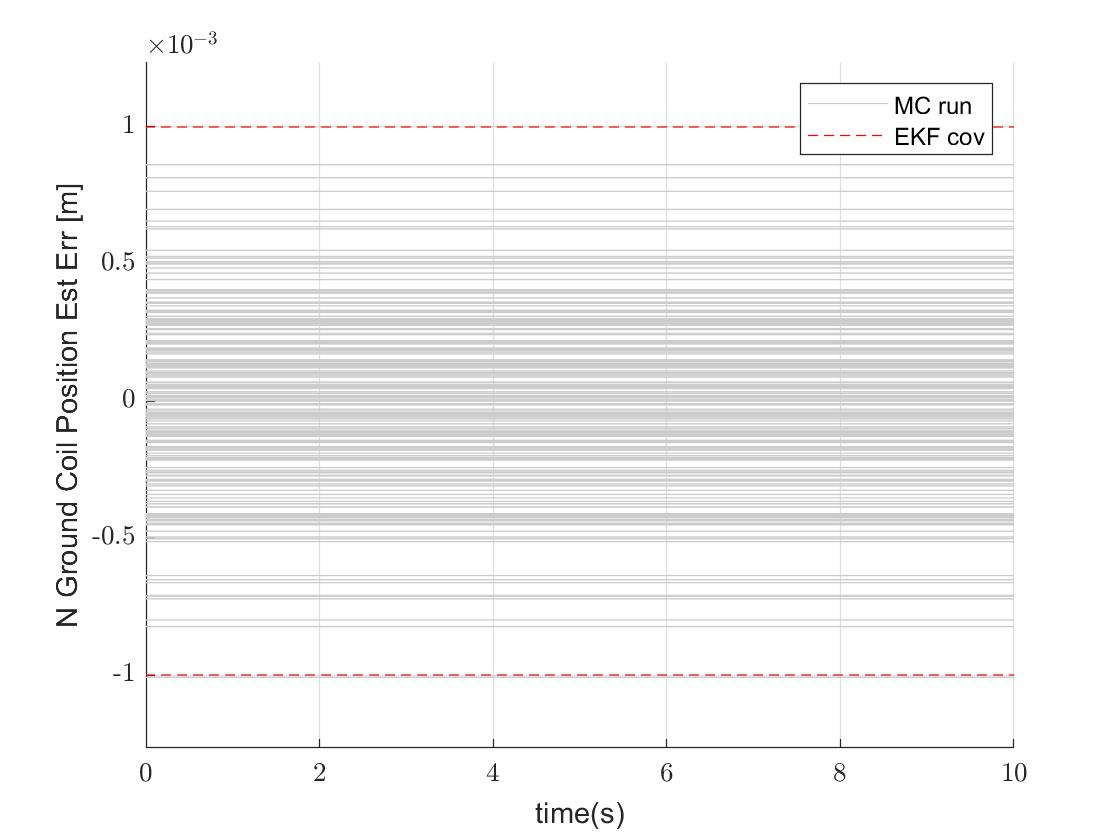 ×10⁻³
1
0.5
0
-0.5
-1
N Ground Coil Position Est Err [m]
MC run
EKF cov
0 2 4 6 8 10
time(s)